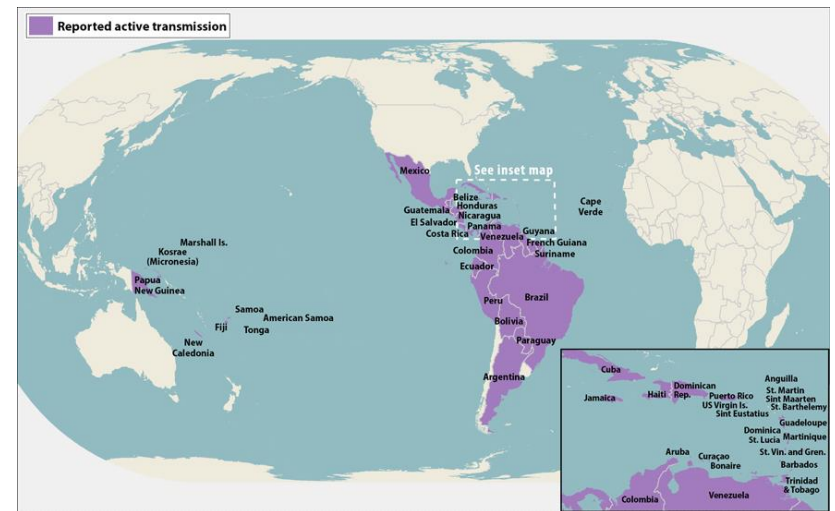 Reported active transmission
Mexico
See inset map
Belize
Honduras
Guatemala
Nicaragua
El Salvador
Panama
Costa Rica
Venezuela
Guyana
French Guiana
Suriname
Colombia
Ecuador
Cape
Verde
Marshall Is.
Kosrae
(Micronesia)
Papua
New Guinea
Samoa
American Samoa
Fiji
Tonga
New
Caledonia
Peru
Brazil
Bolivia
Paraguay
Argentina
Cuba
Jamaica
Haiti
Dominican
Rep.
Puerto Rico
US Virgin Is.
Sint Eustatius
Anguilla
St. Martin
Sint Maarten
St. Barthelemy
Guadeloupe
Dominica
St. Lucia
Martinique
St. Vin. and Gren.
Barbados
Aruba
Curaçao
Bonaire
Trinidad
& Tobago
Colombia
Venezuela